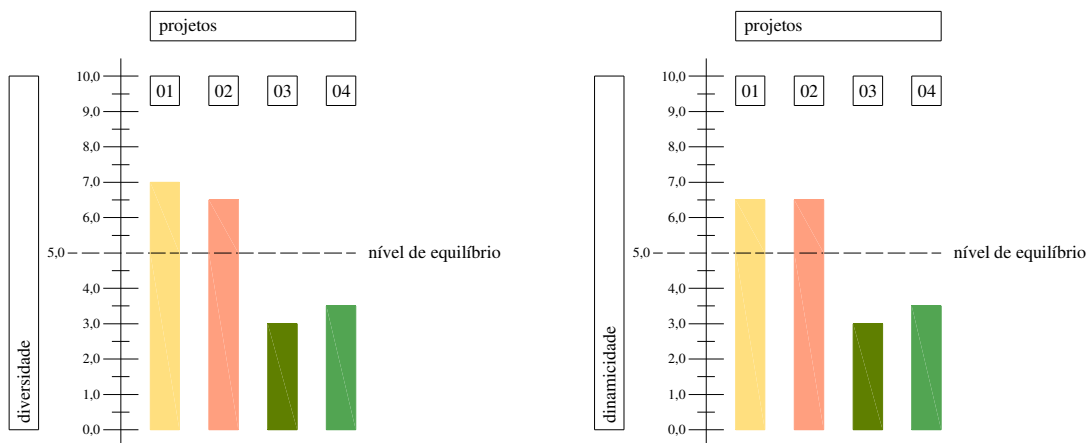 projetos
10,0
01 02 03 04
9,0
8,0
7,0
6,0
5,0
nível de equilíbrio
4,0
3,0
2,0
1,0
0,0
diversidade
projetos
10,0
01 02 03 04
9,0
8,0
7,0
6,0
5,0
nível de equilíbrio
4,0
3,0
2,0
1,0
0,0
dinamicidade